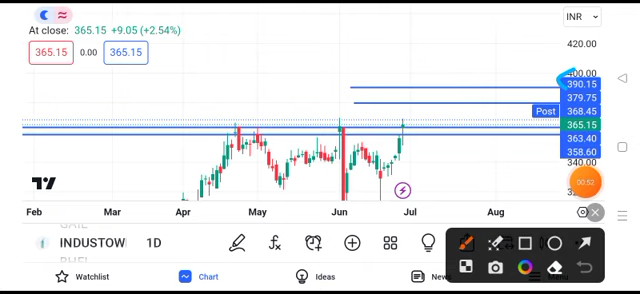 INR
At close: 365.15 +9.05 (+2.54%)
365.15 0.00 365.15
420.00
400.00
390.15
379.75
Post 368.45
365.15
363.40
358.60
340.00
00:52
Feb Mar Apr May Jun Jul Aug
INDUSTOW 1D
Watchlist Chart Ideas News